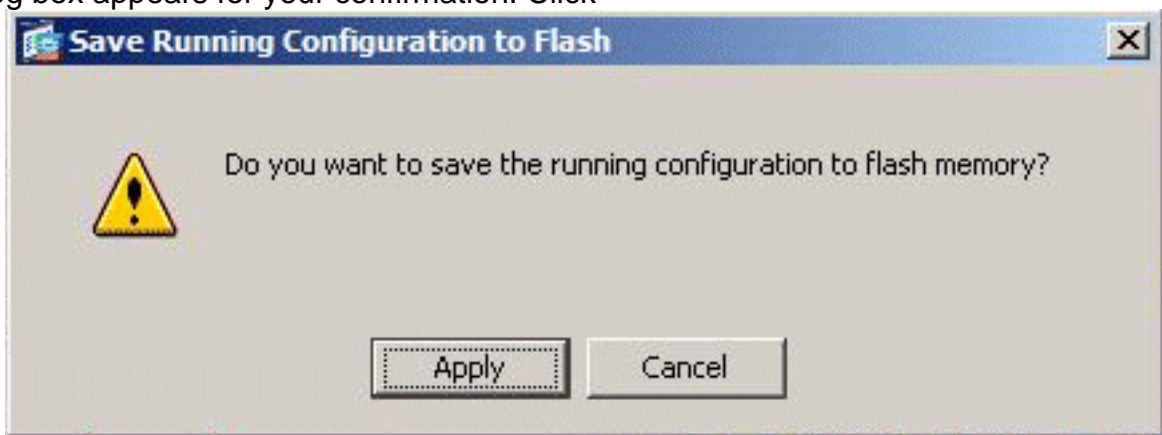 box appears for your confirmation. Click
Save Running Configuration to Flash
Do you want to save the running configuration to flash memory?
Apply
Cancel